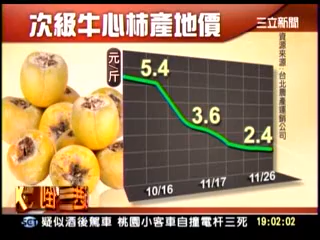 次級牛心柿產地價
三立新聞
元/斤
5.4
3.6
2.4
10/16
11/17
11/26
資源來源：台北農產運銷公司
SET
疑似酒後駕車 桃園小客車自撞電杆三死
19:02:02